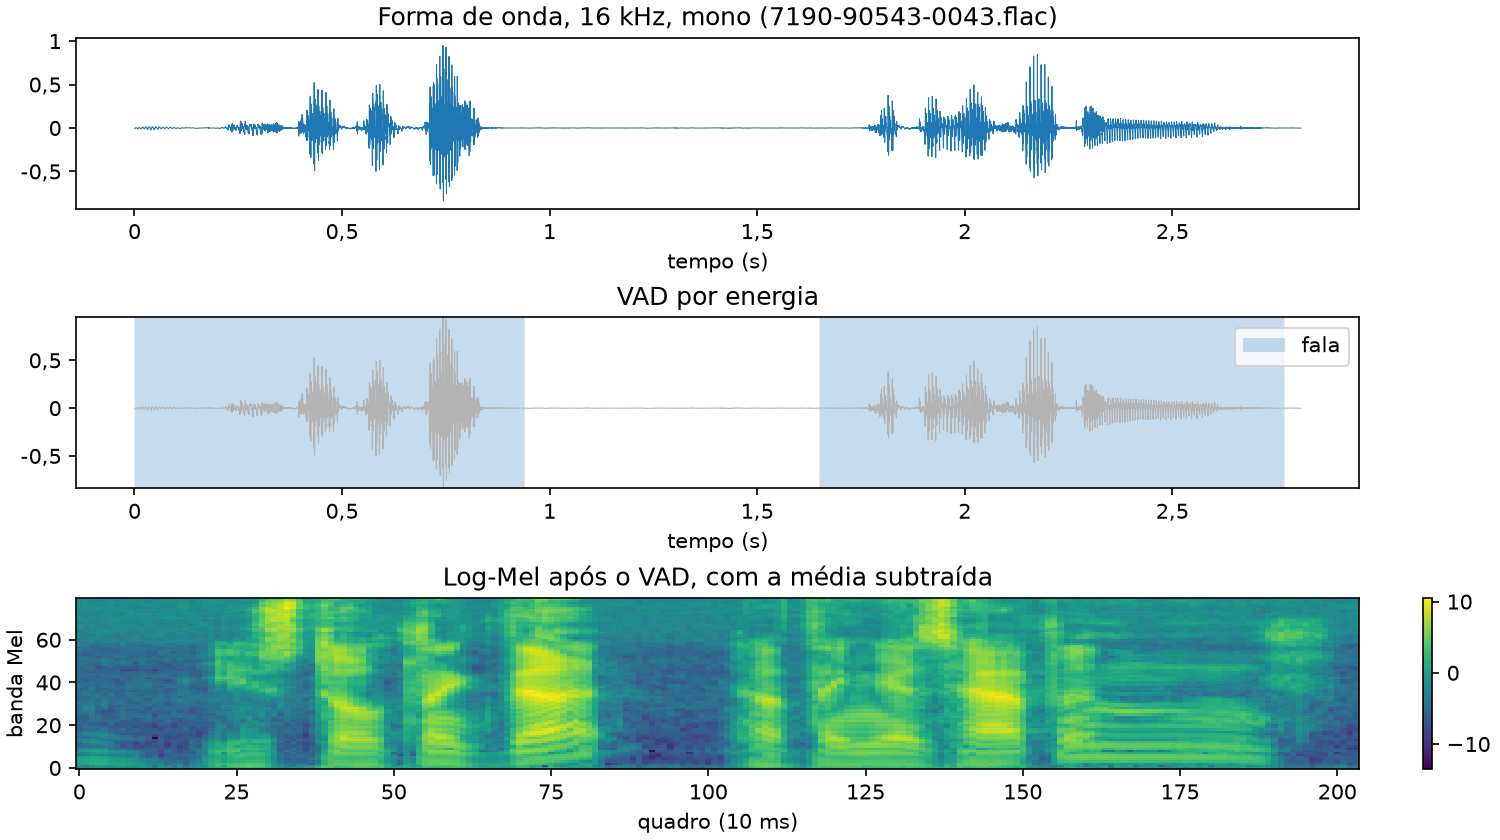 Forma de onda, 16 kHz, mono (7190-90543-0043.flac)
1
0,5
0
-0,5
0 0,5 1 1,5 2 2,5
tempo (s)
VAD por energia
fala
0,5
0
-0,5
0 0,5 1 1,5 2 2,5
tempo (s)
Log-Mel após o VAD, com a média subtraída
banda Mel
60
40
20
0
0 25 50 75 100 125 150 175 200
quadro (10 ms)
10
0
−10